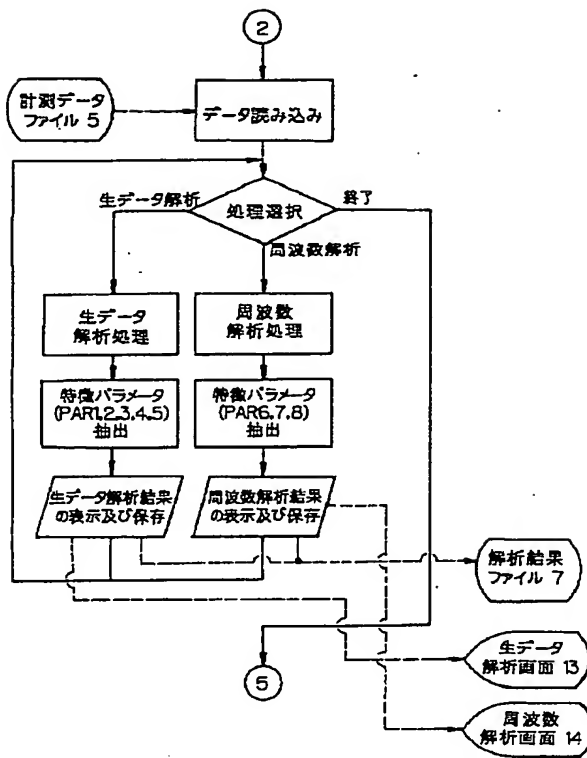 2
計測データ
ファイル 5
データ読み込み
生データ解析
処理選択
終了
周波数解析
生データ
解析処理
周波数
解析処理
特徴パラメータ
(PAR1,2,3,4,5)
抽出
特徴パラメータ
(PAR6,7,8)
抽出
生データ解析結果
の表示及び保存
周波数解析結果
の表示及び保存
解析結果
ファイル 7
生データ
解析画面 13
5
周波数
解析画面 14